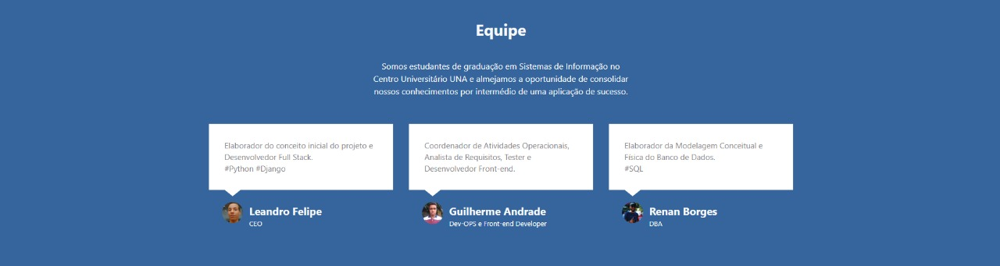 Equipe
Somos estudantes de graduação em Sistemas de Informação no
Centro Universitário UNA e almejamos a oportunidade de consolidar
nossos conhecimentos por intermédio de uma aplicação de sucesso.
Elaborador do conceito inicial do projeto e
Desenvolvedor Full Stack.
#Python #Django
Leandro Felipe
CEO
Coordenador de Atividades Operacionais,
Analista de Requisitos, Tester e
Desenvolvedor Front-end.
Guilherme Andrade
Dev-OPS e Front-end Developer
Elaborador da Modelagem Conceitual e
Física do Banco de Dados.
#SQL
Renan Borges
DBA